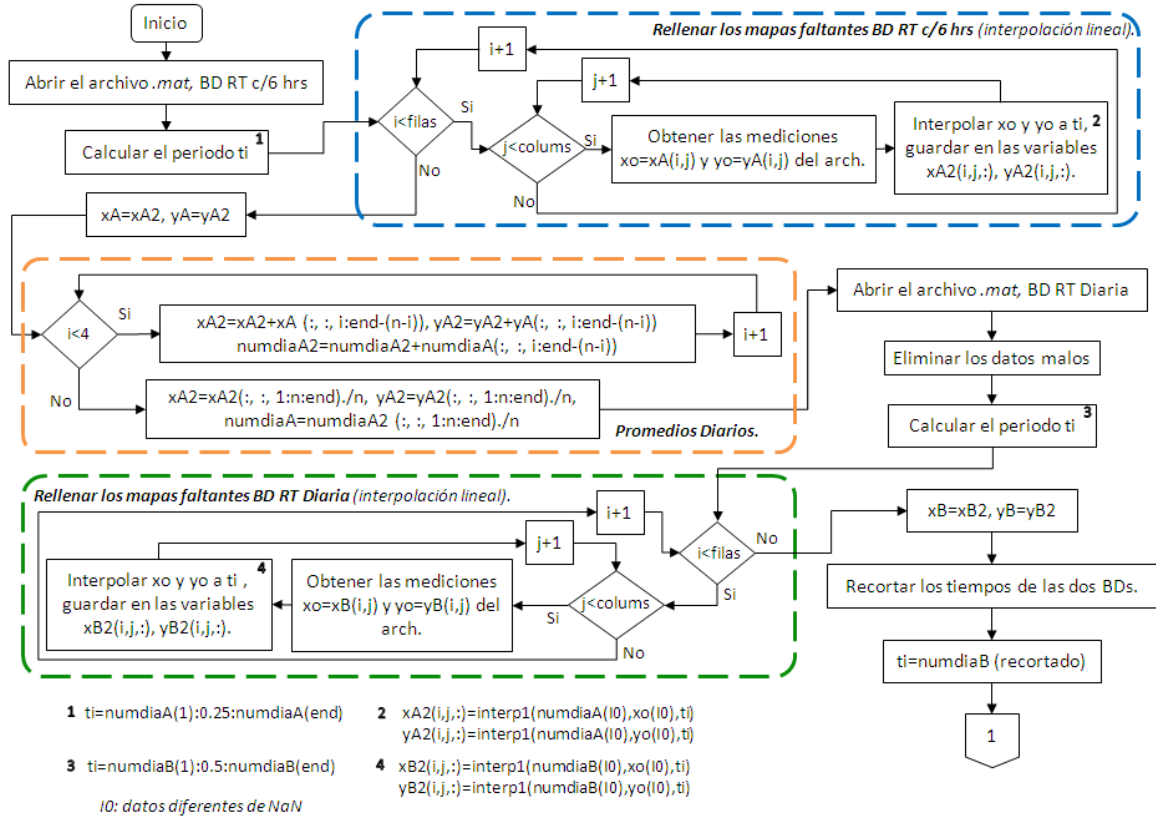 Inicio
Abrir el archivo .mat, BD RT c/6 hrs
Calcular el periodo ti
1
Rellenar los mapas faltantes BD RT c/6 hrs (interpolación lineal).
i+1
j+1
i<filas
Si
No
j<colums
Si
No
Obtener las mediciones
xo=xA(i,j) y yo=yA(i,j) del arch.
Interpolar xo y yo a ti, 2
guardar en las variables
xA2(i,j,:), yA2(i,j,:).
xA=xA2, yA=yA2
i<4
Si
No
xA2=xA2+xA (:, :, i:end-(n-i)), yA2=yA2+yA(:, :, i:end-(n-i))
numdiaA2=numdiaA2+numdiaA(:, :, i:end-(n-i))
i+1
xA2=xA2(:, :, 1:n:end)./n, yA2=yA2(:, :, 1:n:end)./n,
numdiaA=numdiaA2 (:, :, 1:n:end)./n
Promedios Diarios.
Abrir el archivo .mat, BD RT Diaria
Eliminar los datos malos
Calcular el periodo ti
3
Rellenar los mapas faltantes BD RT Diaria (interpolación lineal).
i+1
j+1
i<filas
No
Si
j<colums
Si
No
Obtener las mediciones
xo=xB(i,j) y yo=yB(i,j) del
arch.
Interpolar xo y yo a ti , 4
guardar en las variables
xB2(i,j,:), yB2(i,j,:).
xB=xB2, yB=yB2
Recortar los tiempos de las dos BDs.
ti=numdiaB (recortado)
1
1 ti=numdiaA(1):0.25:numdiaA(end)
2 xA2(i,j,:)=interp1(numdiaA(I0),xo(I0),ti)
yA2(i,j,:)=interp1(numdiaA(I0),yo(I0),ti)
3 ti=numdiaB(1):0.5:numdiaB(end)
4 xB2(i,j,:)=interp1(numdiaB(I0),xo(I0),ti)
yB2(i,j,:)=interp1(numdiaB(I0),yo(I0),ti)
I0: datos diferentes de NaN